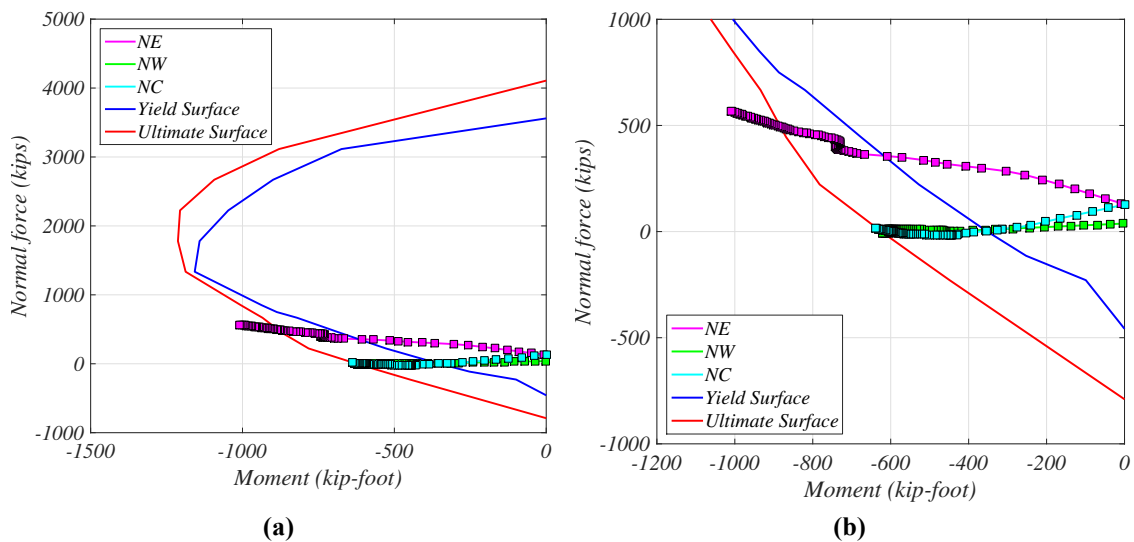 5000
4000
3000
2000
1000
0
-1000
Normal force (kips)
NE
NW
NC
Yield Surface
Ultimate Surface
-1500
-1000
-500
0
Moment (kip-foot)
(a)
1000
500
0
-500
-1000
Normal force (kips)
NE
NW
NC
Yield Surface
Ultimate Surface
-1200
-1000
-800
-600
-400
-200
0
Moment (kip-foot)
(b)